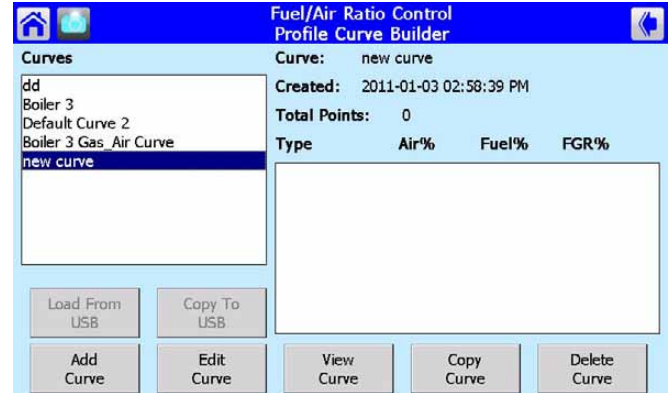 Fuel/Air Ratio Control
Profile Curve Builder
Curves
dd
Boiler 3
Default Curve 2
Boiler 3 Gas_Air Curve
new curve
Curve: new curve
Created: 2011-01-03 02:58:39 PM
Total Points: 0
Type Air% Fuel% FGR%
Load From
USB
Copy To
USB
Add
Curve
Edit
Curve
View
Curve
Copy
Curve
Delete
Curve